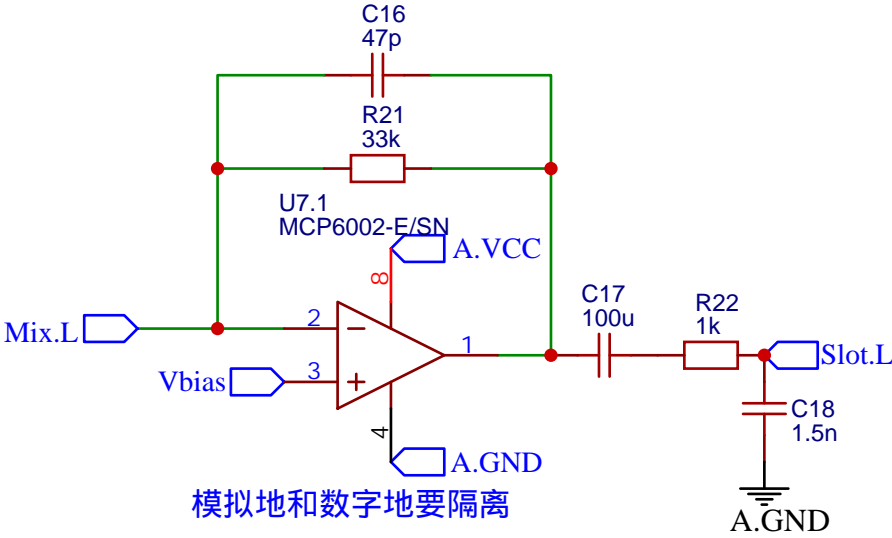 C16
47p
R21
33k
U7.1
MCP6002-E/SN
A.VCC
8
C17
100u
R22
1k
Mix.L
2
1
Slot.L
Vbias
3
C18
1.5n
4
A.GND
模拟地和数字地要隔离
A.GND